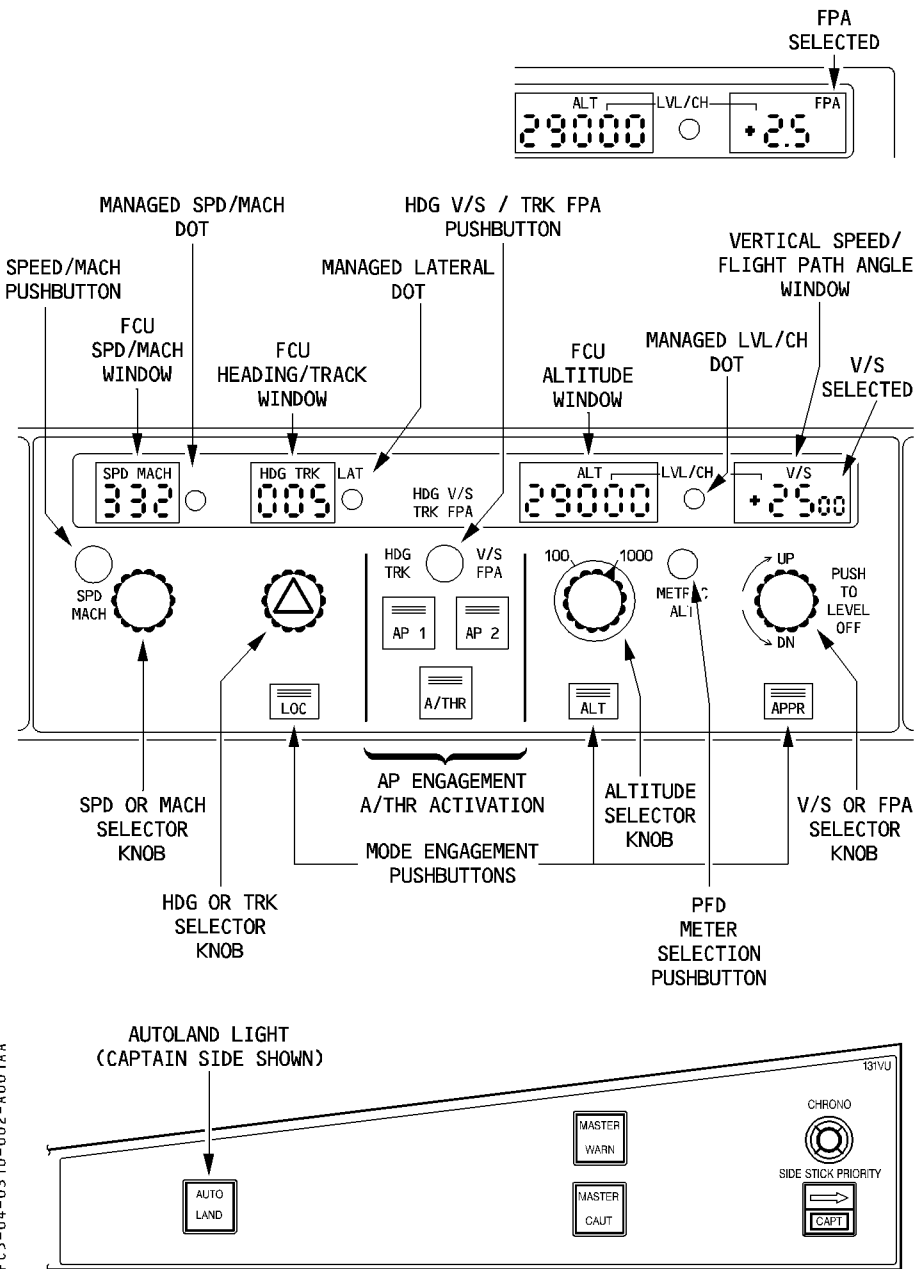 FPA
SELECTED
ALT
LVL/CH
FPA
29000
+2.5
MANAGED SPD/MACH
DOT
HDG V/S / TRK FPA
PUSHBUTTON
SPEED/MACH
PUSHBUTTON
MANAGED LATERAL
DOT
VERTICAL SPEED/
FLIGHT PATH ANGLE
WINDOW
FCU
SPD/MACH
WINDOW
FCU
HEADING/TRACK
WINDOW
FCU
ALTITUDE
WINDOW
MANAGED LVL/CH
DOT
V/S
SELECTED
SPD MACH
332
HDG TRK
LAT
005
HDG V/S
TRK FPA
ALT
LVL/CH
V/S
29000
+2500
SPD
MACH
HDG
TRK
V/S
FPA
AP 1
AP 2
A/THR
LOC
100
1000
ALT
UP
DN
PUSH
TO
LEVEL
OFF
ALT
APPR
AP ENGAGEMENT
A/THR ACTIVATION
SPD OR MACH
SELECTOR
KNOB
MODE ENGAGEMENT
PUSHBUTTONS
ALTITUDE
SELECTOR
KNOB
V/S OR FPA
SELECTOR
KNOB
HDG OR TRK
SELECTOR
KNOB
PFD
METER
SELECTION
PUSHBUTTON
AUTOLAND LIGHT
(CAPTAIN SIDE SHOWN)
131VU
AUTO
LAND
MASTER
WARN
MASTER
CAUT
CHRONO
SIDE STICK PRIORITY
CAPT